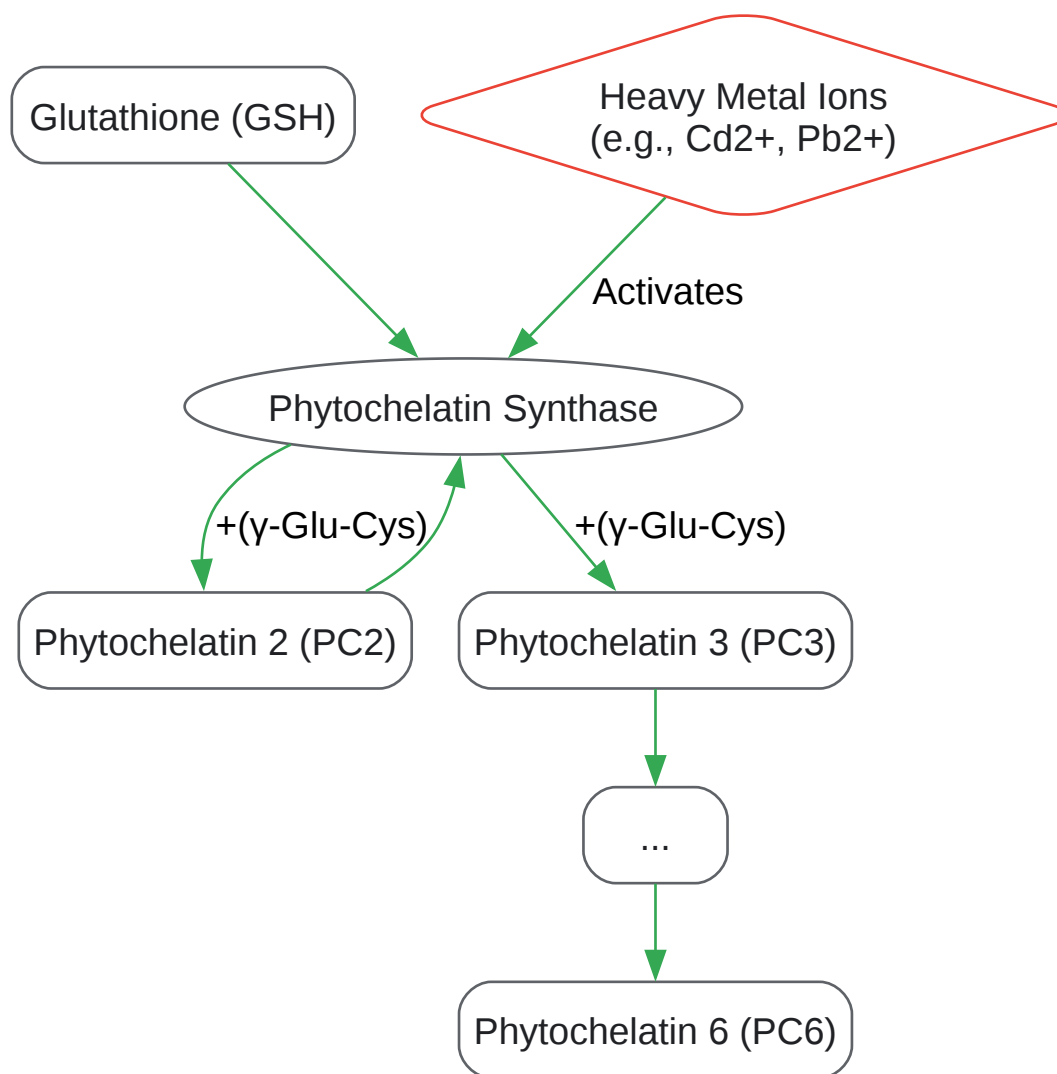 Glutathione (GSH)
Heavy Metal Ions
(e.g., Cd2+, Pb2+)
Activates
Phytochelatin Synthase
+(γ-Glu-Cys)
+(γ-Glu-Cys)
Phytochelatin 2 (PC2)
Phytochelatin 3 (PC3)
...
Phytochelatin 6 (PC6)